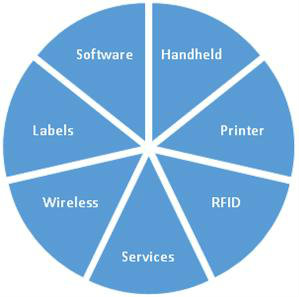 Software
Handheld
Labels
Printer
Wireless
RFID
Services